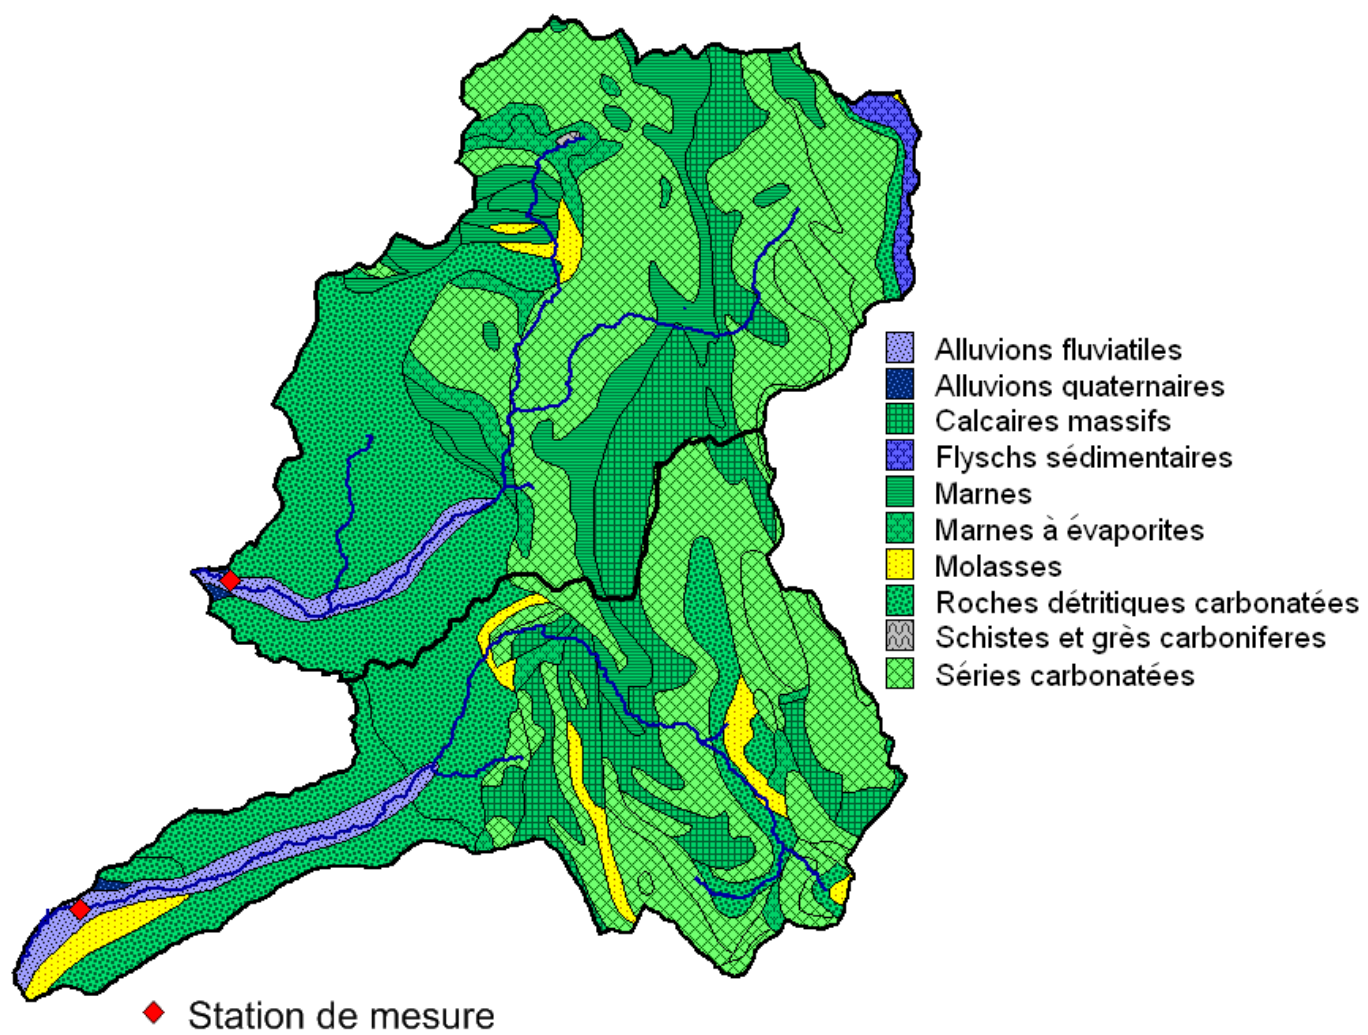 Alluvions fluviatiles
Alluvions quaternaires
Calcaires massifs
Flyschs sédimentaires
Marnes
Marnes à évaporites
Molasses
Roches détritiques carbonatées
Schistes et grès carboniferes
Séries carbonatées
Station de mesure